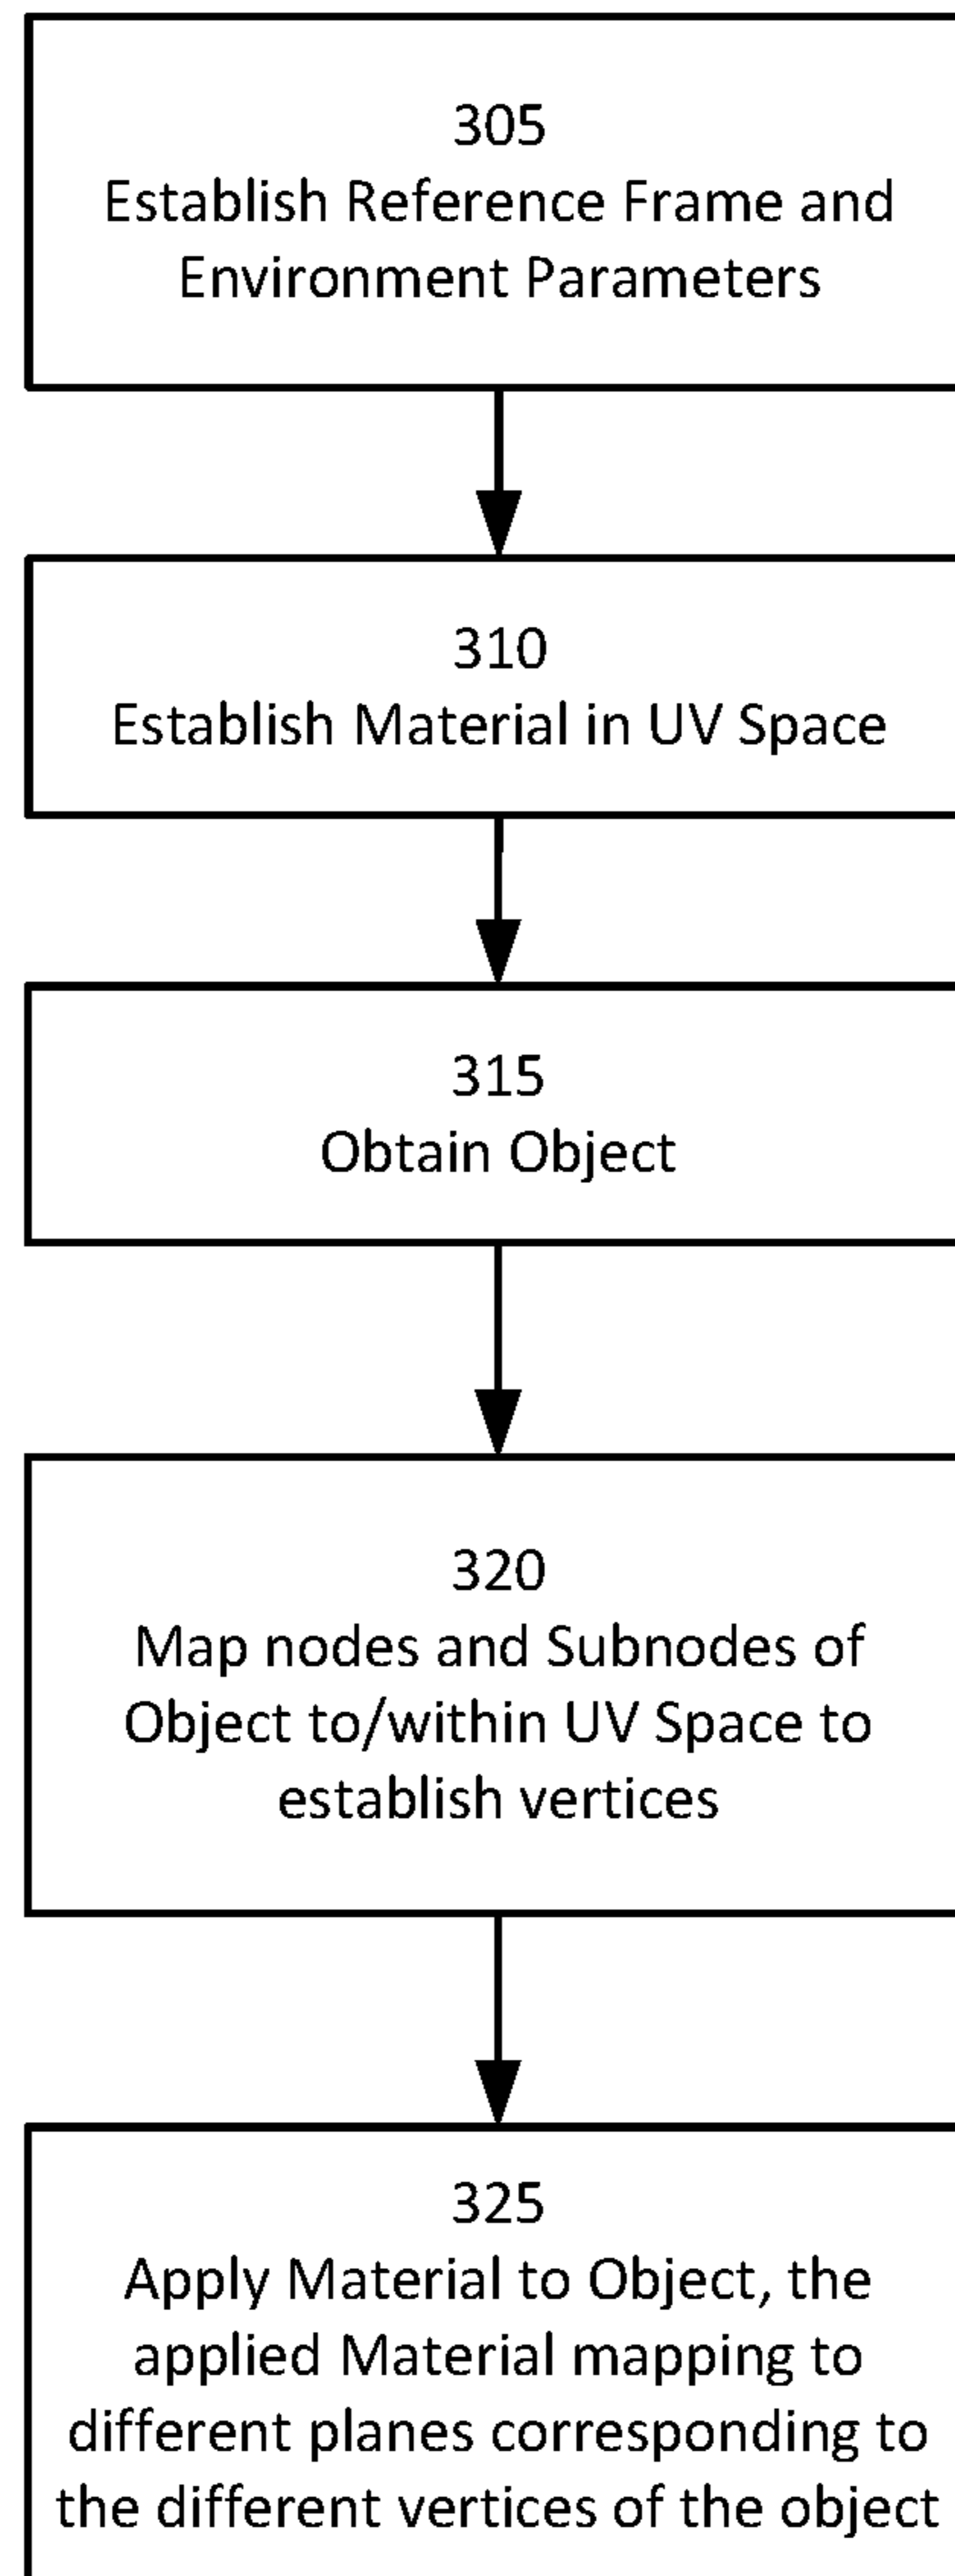 305
Establish Reference Frame and
Environment Parameters
310
Establish Material in UV Space
315
Obtain Object
320
Map nodes and Subnodes of
Object to/within UV Space to
establish vertices
325
Apply Material to Object, the
applied Material mapping to
different planes corresponding to
the different vertices of the object